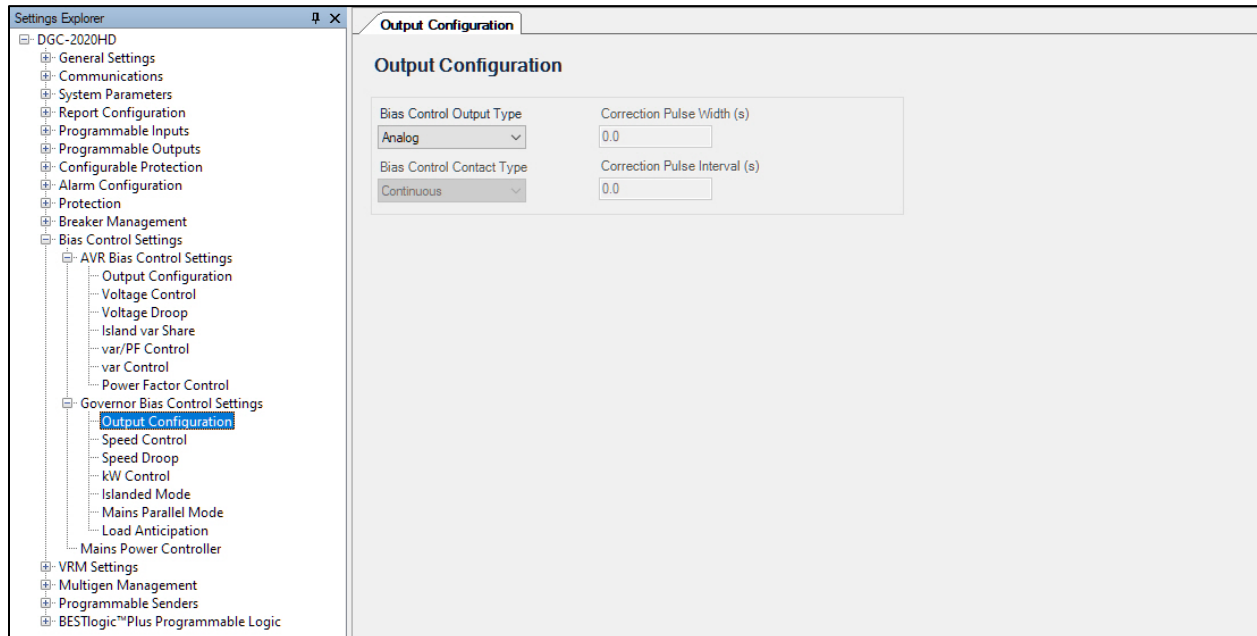 Settings Explorer
DGC-2020HD
General Settings
Communications
System Parameters
Report Configuration
Programmable Inputs
Programmable Outputs
Configurable Protection
Alarm Configuration
Protection
Breaker Management
Bias Control Settings
AVR Bias Control Settings
Output Configuration
Voltage Control
Voltage Droop
Island var Share
var/PF Control
var Control
Power Factor Control
Governor Bias Control Settings
Output Configuration
Speed Control
Speed Droop
kW Control
Islanded Mode
Mains Parallel Mode
Load Anticipation
Mains Power Controller
VRM Settings
Multigen Management
Programmable Senders
BESTlogic™Plus Programmable Logic
Output Configuration
Output Configuration
Bias Control Output Type
Analog
Correction Pulse Width (s)
0.0
Bias Control Contact Type
Continuous
Correction Pulse Interval (s)
0.0